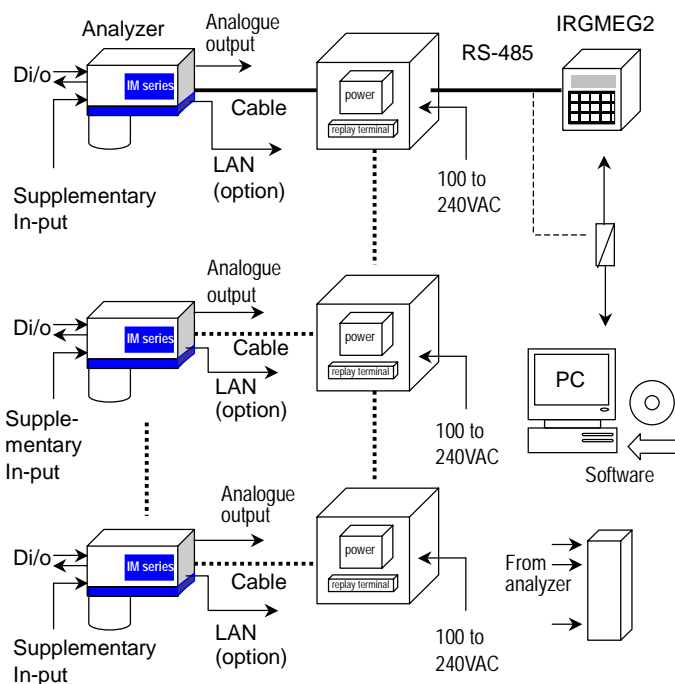 Analyzer
Analogue
output
RS-485
IRGMEG2
Di/o
IM series
power
Cable
replay terminal
LAN
(option)
100 to
240VAC
Supplementary
In-put
Analogue
output
Di/o
IM series
power
Cable
replay terminal
LAN
(option)
PC
Supple-
mentary
In-put
100 to
240VAC
Software
Analogue
output
Di/o
IM series
power
Cable
replay terminal
From
analyzer
LAN
(option)
100 to
240VAC
Supplementary
In-put